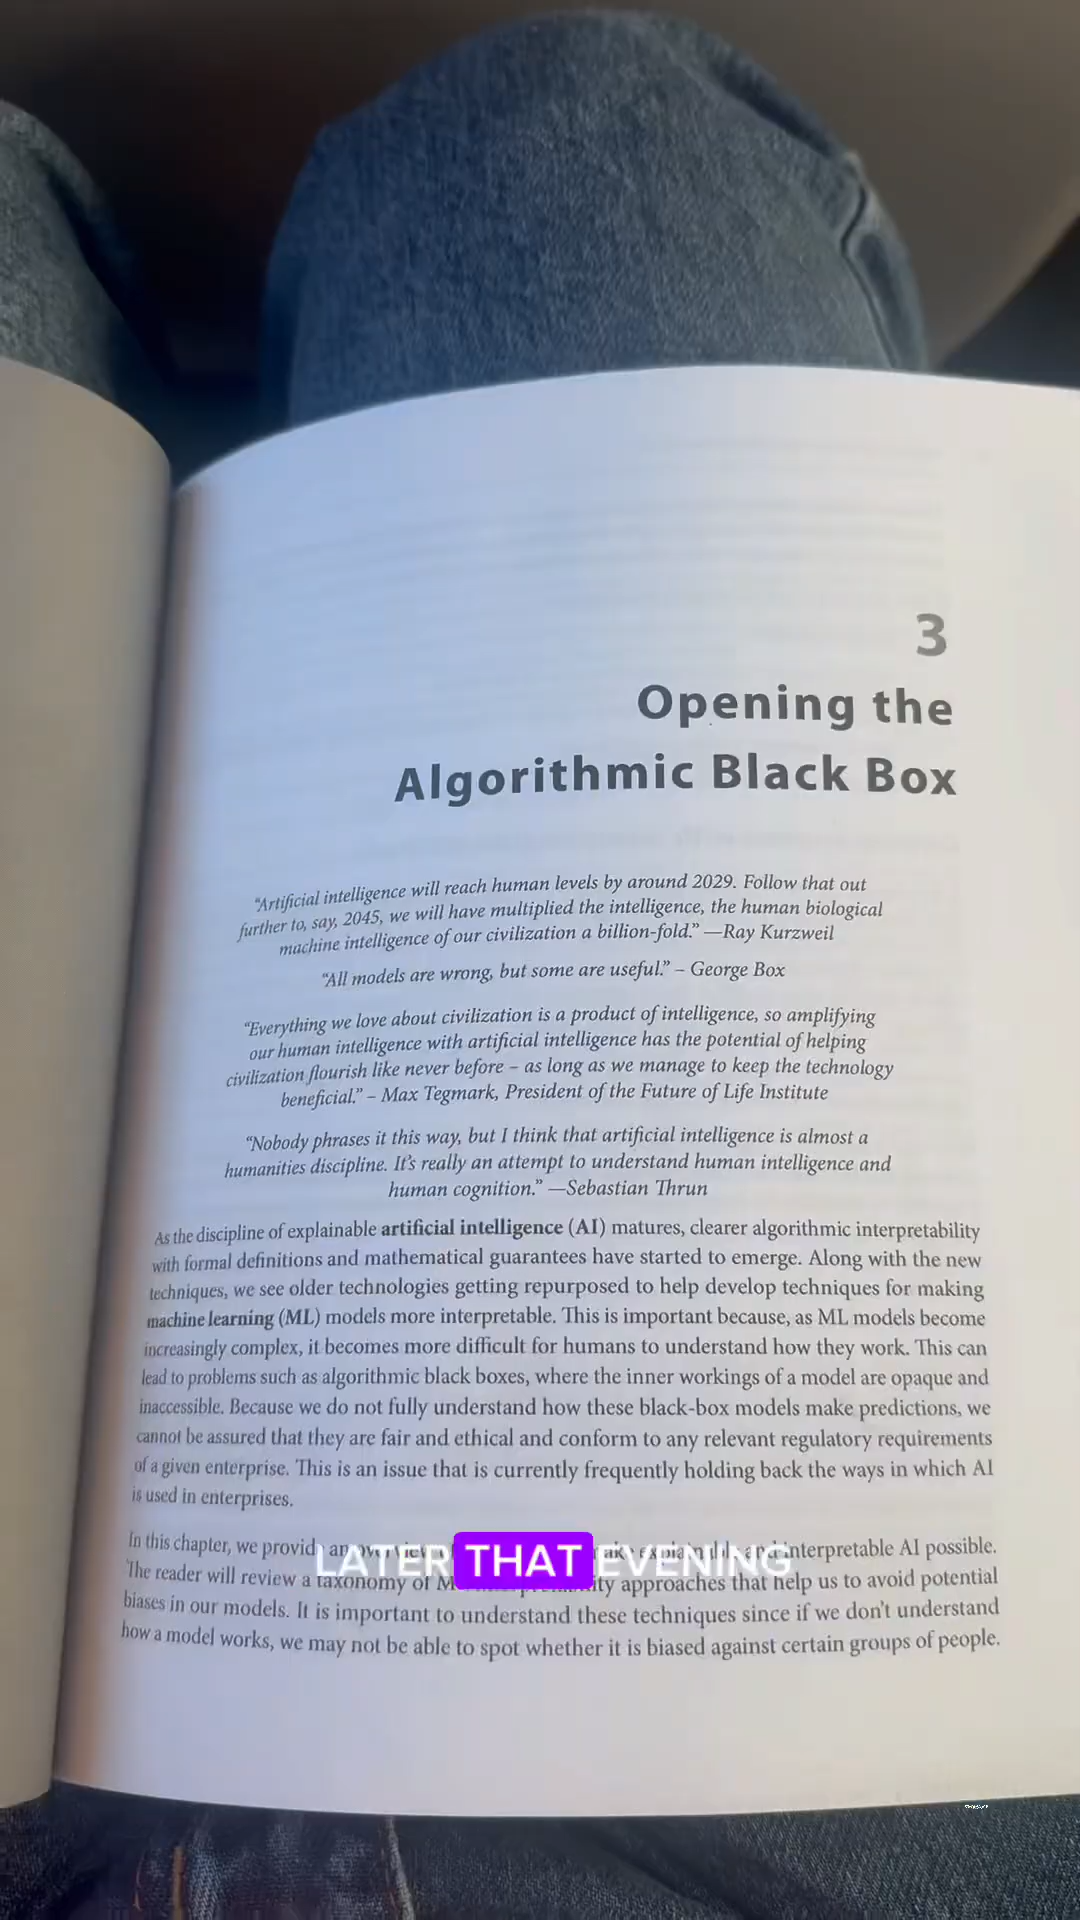 3
Opening the
Algorithmic Black Box
“Artificial intelligence will reach human levels by around 2029. Follow that out
further to, say, 2045, we will have multiplied the intelligence, the human biological
machine intelligence of our civilization a billion-fold.” —Ray Kurzweil
“All models are wrong, but some are useful.” – George Box
“Everything we love about civilization is a product of intelligence, so amplifying
our human intelligence with artificial intelligence has the potential of helping
civilization flourish like never before – as long as we manage to keep the technology
beneficial.” – Max Tegmark, President of the Future of Life Institute
“Nobody phrases it this way, but I think that artificial intelligence is almost a
humanities discipline. It’s really an attempt to understand human intelligence and
human cognition.” —Sebastian Thrun
As the discipline of explainable artificial intelligence (AI) matures, clearer algorithmic interpretability
with formal definitions and mathematical guarantees have started to emerge. Along with the new
techniques, we see older technologies getting repurposed to help develop techniques for making
machine learning (ML) models more interpretable. This is important because, as ML models become
increasingly complex, it becomes more difficult for humans to understand how they work. This can
lead to problems such as algorithmic black boxes, where the inner workings of a model are opaque and
inaccessible. Because we do not fully understand how these black-box models make predictions, we
cannot be assured that they are fair and ethical and conform to any relevant regulatory requirements
of a given enterprise. This is an issue that is currently frequently holding back the ways in which AI
is used in enterprises.
In this chapter, we provide an overview explainable and interpretable AI possible.
LATER THAT EVENING
The reader will review a taxonomy of approaches that help us to avoid potential
biases in our models. It is important to understand these techniques since if we don’t understand
how a model works, we may not be able to spot whether it is biased against certain groups of people.